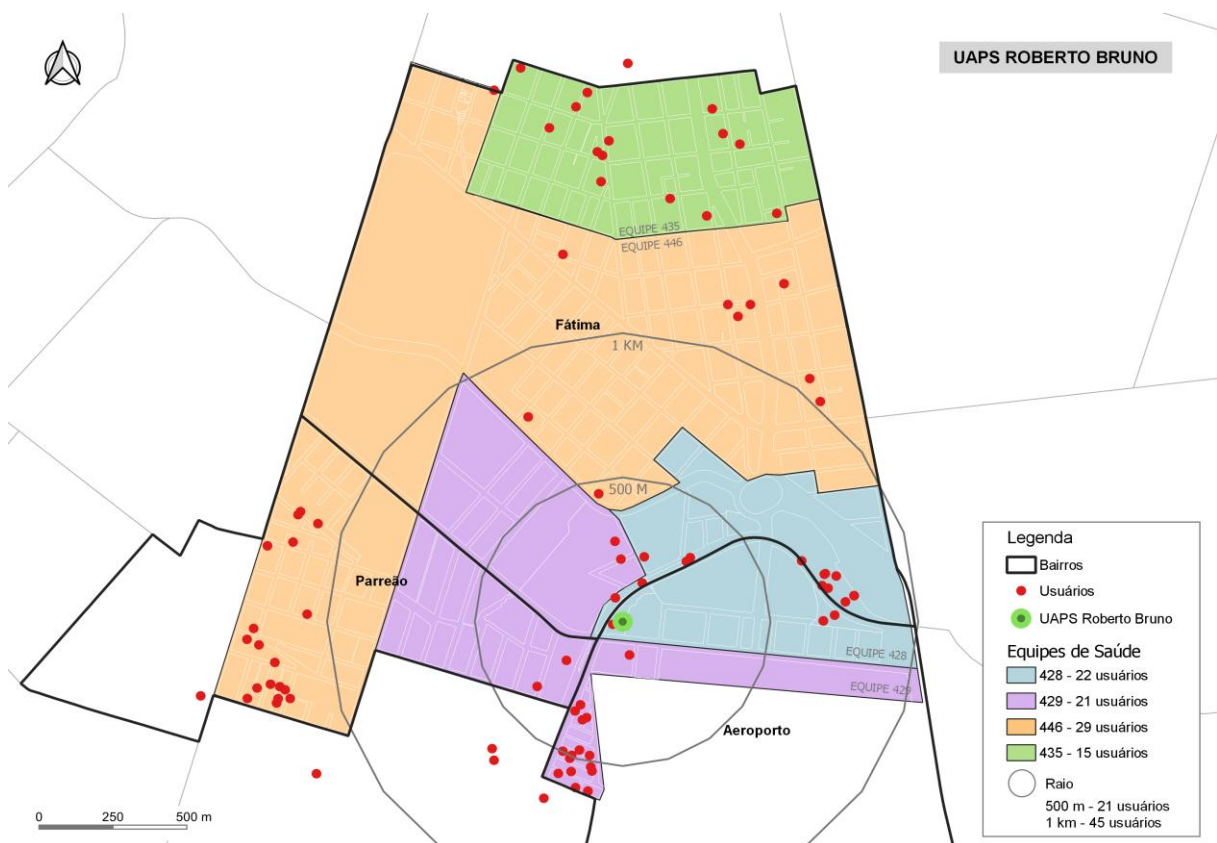 UAPS ROBERTO BRUNO
EQUIPE 435
EQUIPE 446
Fátima
1 KM
500 M
Parreão
EQUIPE 428
EQUIPE 429
Aeroporto
Legenda
Bairros
Usuários
UAPS Roberto Bruno
Equipes de Saúde
428 - 22 usuários
429 - 21 usuários
446 - 29 usuários
435 - 15 usuários
Raio
500 m - 21 usuários
1 km - 45 usuários
0 250 500 m